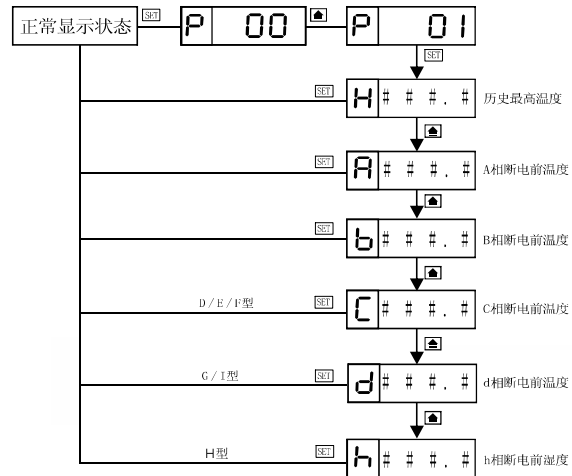 正常显示状态 SET P 00 P 01
SET
SET H # # #. # 历史最高温度
SET A # # #. # A相断电前温度
SET b # # #. # B相断电前温度
D/E/F型 SET C # # #. # C相断电前温度
G/I型 SET d # # #. # d相断电前温度
H型 SET h # # #. # h相断电前湿度